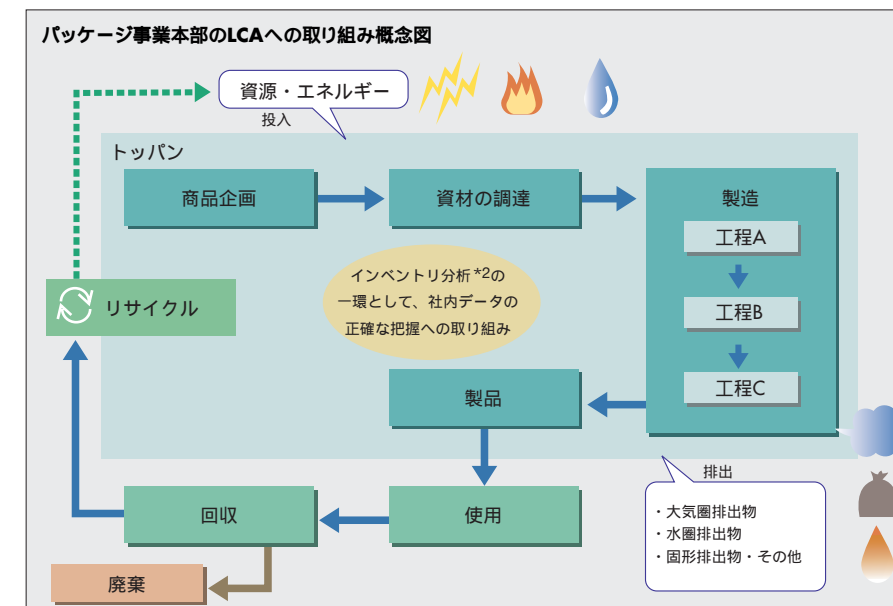 パッケージ事業本部のLCAへの取り組み概念図
資源・エネルギー
投入
トッパン
商品企画
資材の調達
製造
工程A
工程B
工程C
インベントリ分析*2の
一環として、社内データの
正確な把握への取り組み
リサイクル
製品
排出
・大気圏排出物
・水圏排出物
・固形排出物・その他
回収
使用
廃棄